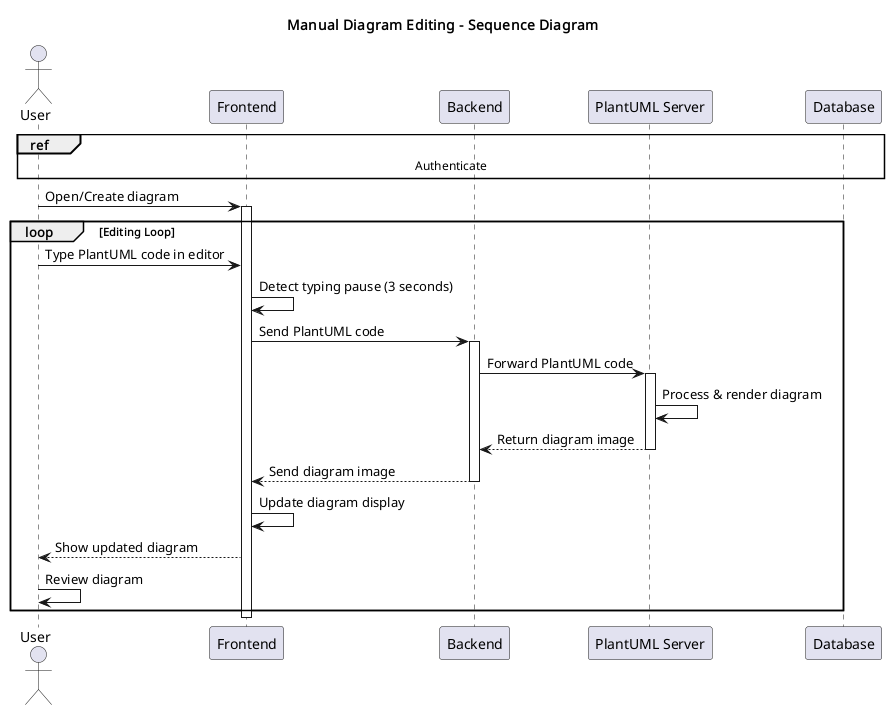 Manual Diagram Editing - Sequence Diagram
User
Frontend
Backend
PlantUML Server
Database
ref
Authenticate
Open/Create diagram
loop [Editing Loop]
Type PlantUML code in editor
Detect typing pause (3 seconds)
Send PlantUML code
Forward PlantUML code
Process & render diagram
Return diagram image
Send diagram image
Update diagram display
Show updated diagram
Review diagram
User
Frontend
Backend
PlantUML Server
Database